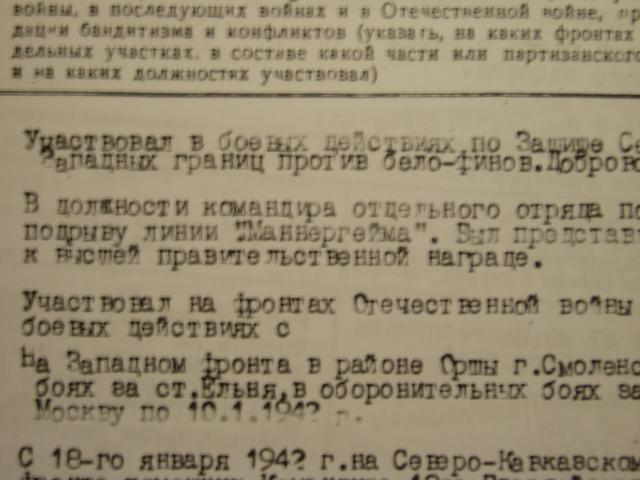 войны, в последующих войнах и в Отечественной войне, пр
дации бандитизма и конфликтов (указать, на каких фронтах
дельных участках, в составе какой части или партизанского
и на каких должностях участвовал)
Участвовал в боевых действиях по Защите Се
Западных границ против бело-финов.Доброво
В должности командира отдельного отряда по
подрыву линии "Маннергейма". Был представ
к высшей правительственной награде.
Участвовал на фронтах Отечественной войны
боевых действиях с
На Западном фронта в районе Орши г.Смоленс
боях за ст.Ельня,в оборонительных боях за
Москву по 10.1.1942 г.
С 18-го января 1942 г.на Северо-Кавкавском